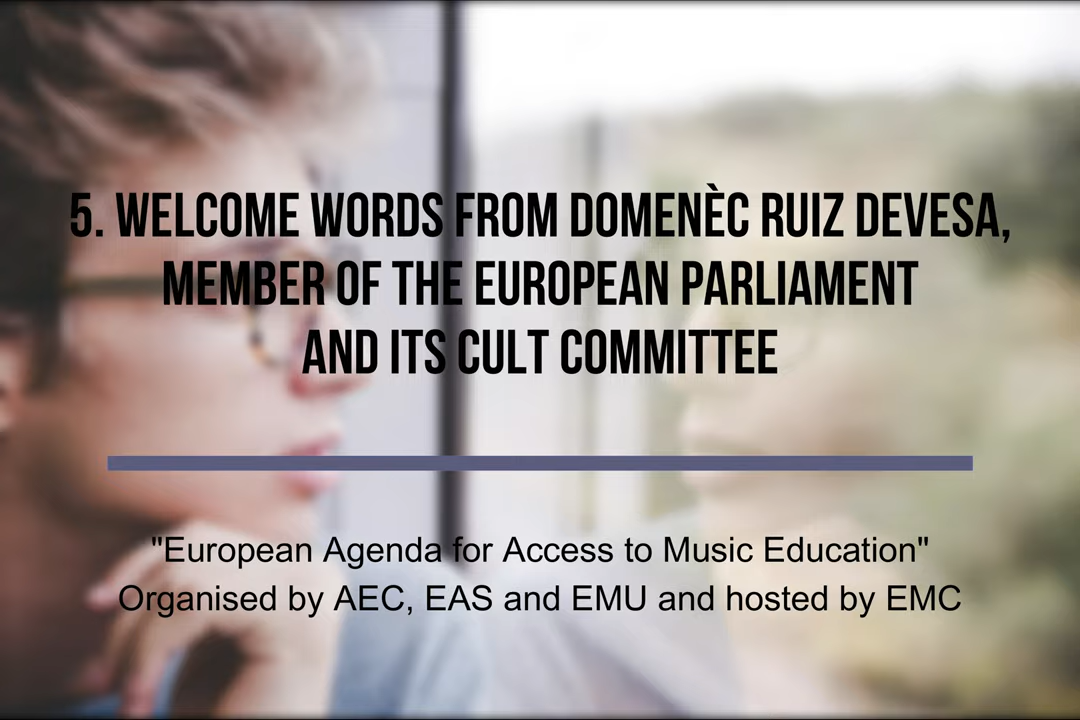 5. WELCOME WORDS FROM DOMENÈC RUIZ DEVESA,
MEMBER OF THE EUROPEAN PARLIAMENT
AND ITS CULT COMMITTEE
"European Agenda for Access to Music Education"
Organised by AEC, EAS and EMU and hosted by EMC